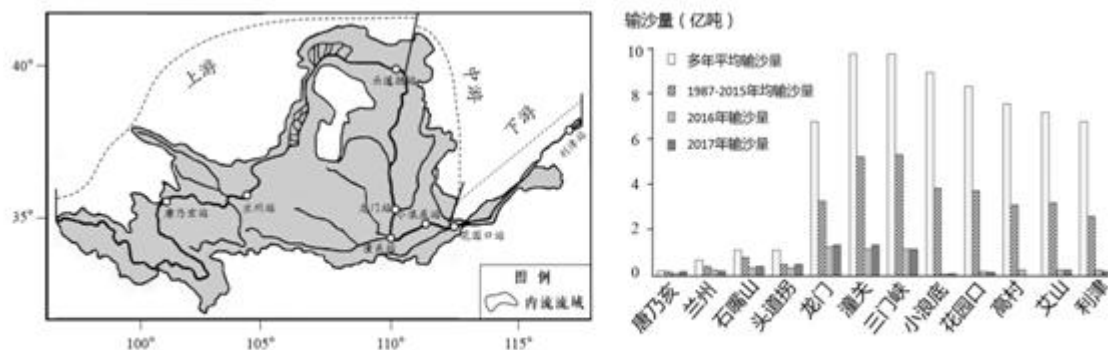 上游
中游
下游
头道拐站
利津站
唐乃亥站
兰州站
龙门站
小浪底站
潼关站
花园口站
图 例
内流流域
40°
35°
100°
105°
110°
115°
输沙量（亿吨）
10
8
6
4
2
0
多年平均输沙量
1987-2015年均输沙量
2016年输沙量
2017年输沙量
唐乃亥
兰州
石嘴山
头道拐
龙门
潼关
三门峡
小浪底
花园口
高村
艾山
利津